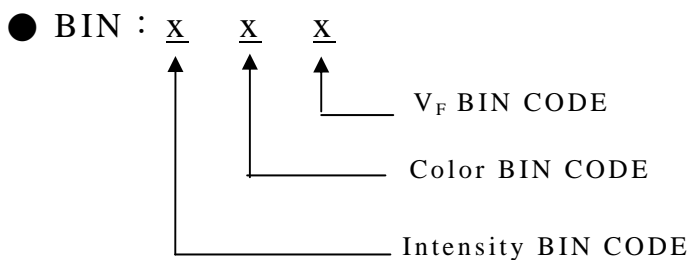 ● BIN : x x x
V_F BIN CODE
Color BIN CODE
Intensity BIN CODE